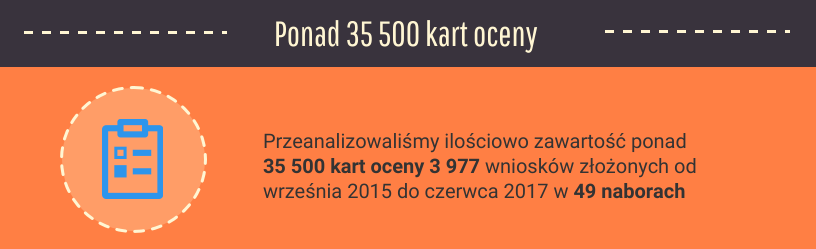 Ponad 35 500 kart oceny
Przeanalizowaliśmy ilościowo zawartość ponad
35 500 kart oceny 3 977 wniosków złożonych od
września 2015 do czerwca 2017 w 49 naborach